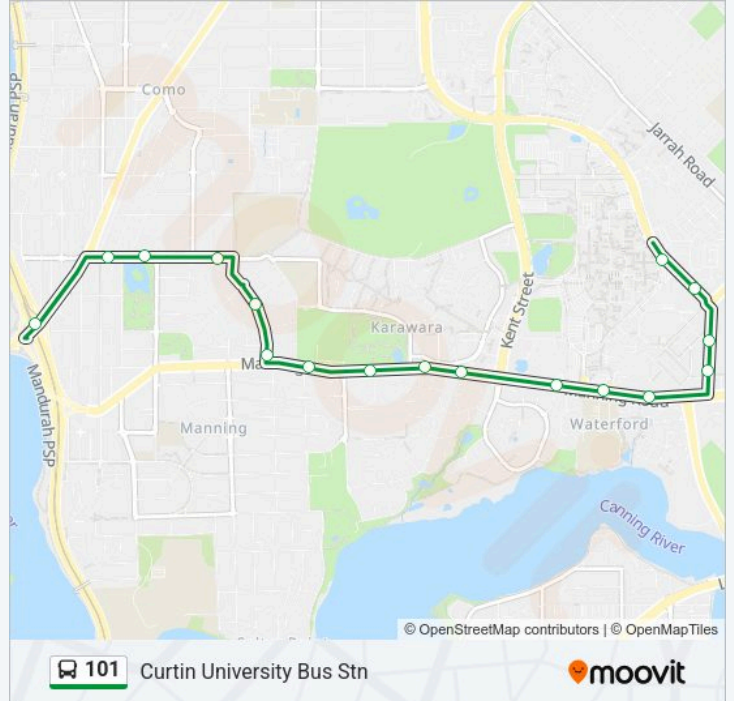 Como
durah PSP
Jarrah Road
Kent Street
Karawara
Mandurah PSP
Manning
Manning Road
Waterford
Canning River
© OpenStreetMap contributors | © OpenMapTiles
101 Curtin University Bus Stn
moovit